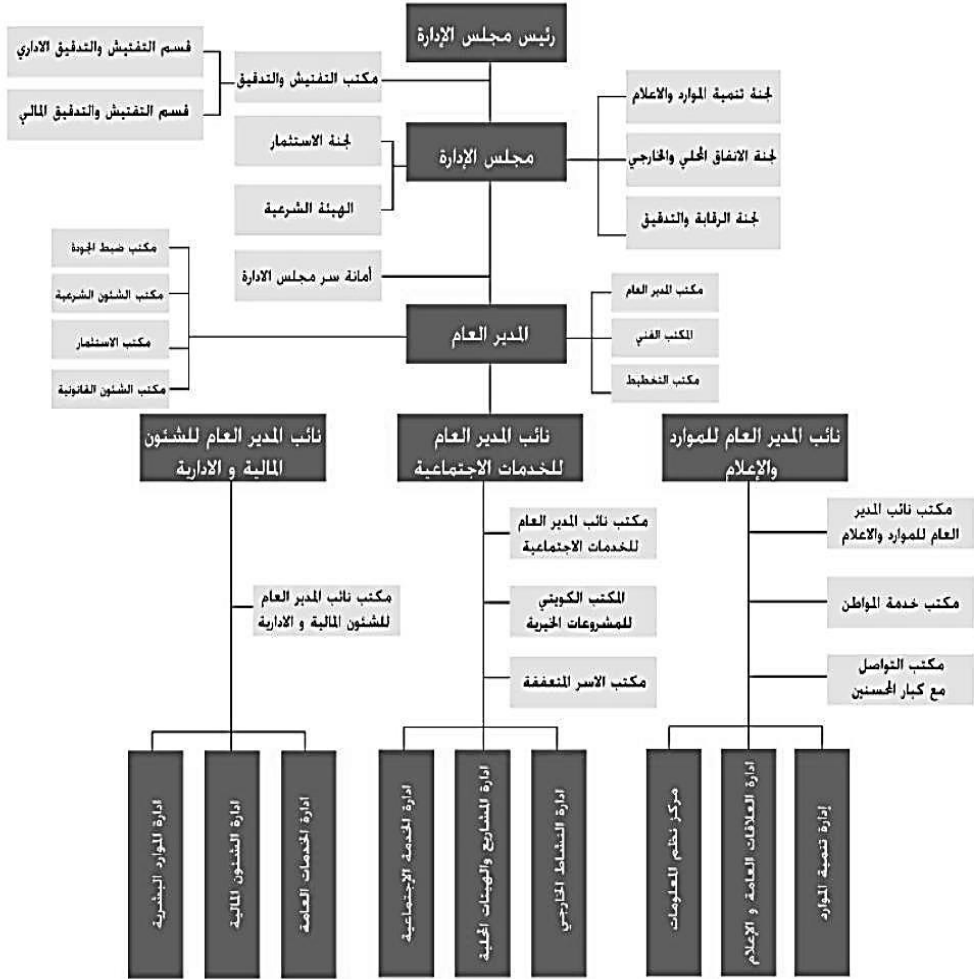 رئيس مجلس الإدارة
مكتب التفتيش والتدقيق
قسم التفتيش والتدقيق الاداري
قسم التفتيش والتدقيق المالي
مجلس الإدارة
لجنة تنمية الموارد والاعلام
لجنة الانفاق المحلي والخارجي
لجنة الرقابة والتدقيق
لجنة الاستثمار
الهيئة الشرعية
أمانة سر مجلس الادارة
المدير العام
مكتب المدير العام
المكتب الفني
مكتب التخطيط
مكتب ضبط الجودة
مكتب الشئون الشرعية
مكتب الاستثمار
مكتب الشئون القانونية
نائب المدير العام للموارد
والإعلام
مكتب نائب المدير
العام للموارد والاعلام
مكتب خدمة المواطن
مكتب التواصل
مع كبار المحسنين
إدارة تنمية الموارد
ادارة العلاقات العامة و الإعلام
مركز نظم المعلومات
نائب المدير العام
للخدمات الاجتماعية
مكتب نائب المدير العام
للخدمات الاجتماعية
المكتب الكويتي
للمشروعات الخيرية
مكتب الاسر المتعففة
ادارة النشاط الخارجي
ادارة المشاريع والهيئات المحلية
ادارة الخدمة الاجتماعية
نائب المدير العام للشئون
المالية و الادارية
مكتب نائب المدير العام
للشئون المالية و الادارية
ادارة الخدمات العامة
ادارة الشئون المالية
ادارة الموارد البشرية